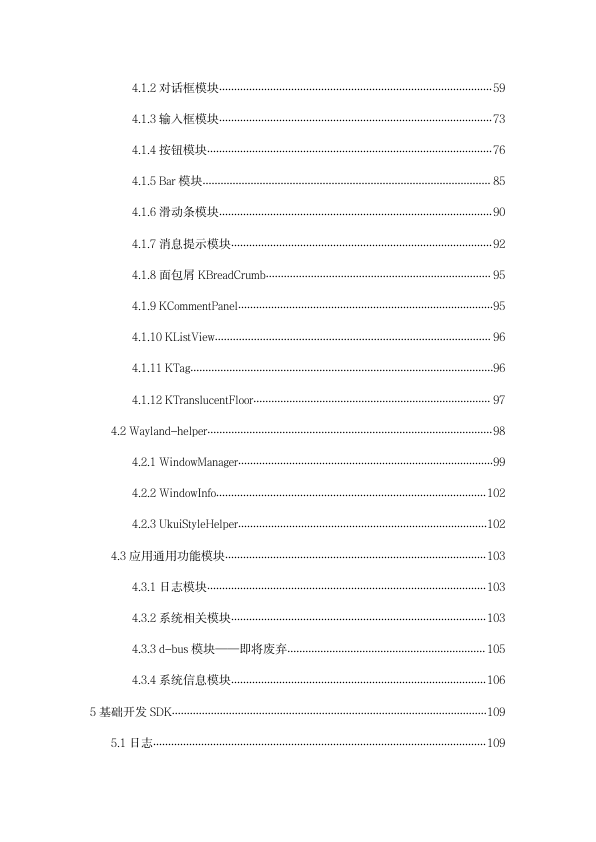 4.1.2 对话框模块........................................................................................... 59
4.1.3 输入框模块........................................................................................... 73
4.1.4 按钮模块............................................................................................... 76
4.1.5 Bar 模块................................................................................................ 85
4.1.6 滑动条模块........................................................................................... 90
4.1.7 消息提示模块....................................................................................... 92
4.1.8 面包屑 KBreadCrumb........................................................................... 95
4.1.9 KCommentPanel..................................................................................... 95
4.1.10 KListView............................................................................................ 96
4.1.11 KTag..................................................................................................... 96
4.1.12 KTranslucentFloor............................................................................... 97
4.2 Wayland-helper............................................................................................... 98
4.2.1 WindowManager..................................................................................... 99
4.2.2 WindowInfo.......................................................................................... 102
4.2.3 UkuiStyleHelper................................................................................... 102
4.3 应用通用功能模块....................................................................................... 103
4.3.1 日志模块............................................................................................. 103
4.3.2 系统相关模块..................................................................................... 103
4.3.3 d-bus 模块——即将废弃.................................................................. 105
4.3.4 系统信息模块..................................................................................... 106
5 基础开发 SDK......................................................................................................... 109
5.1 日志............................................................................................................... 109